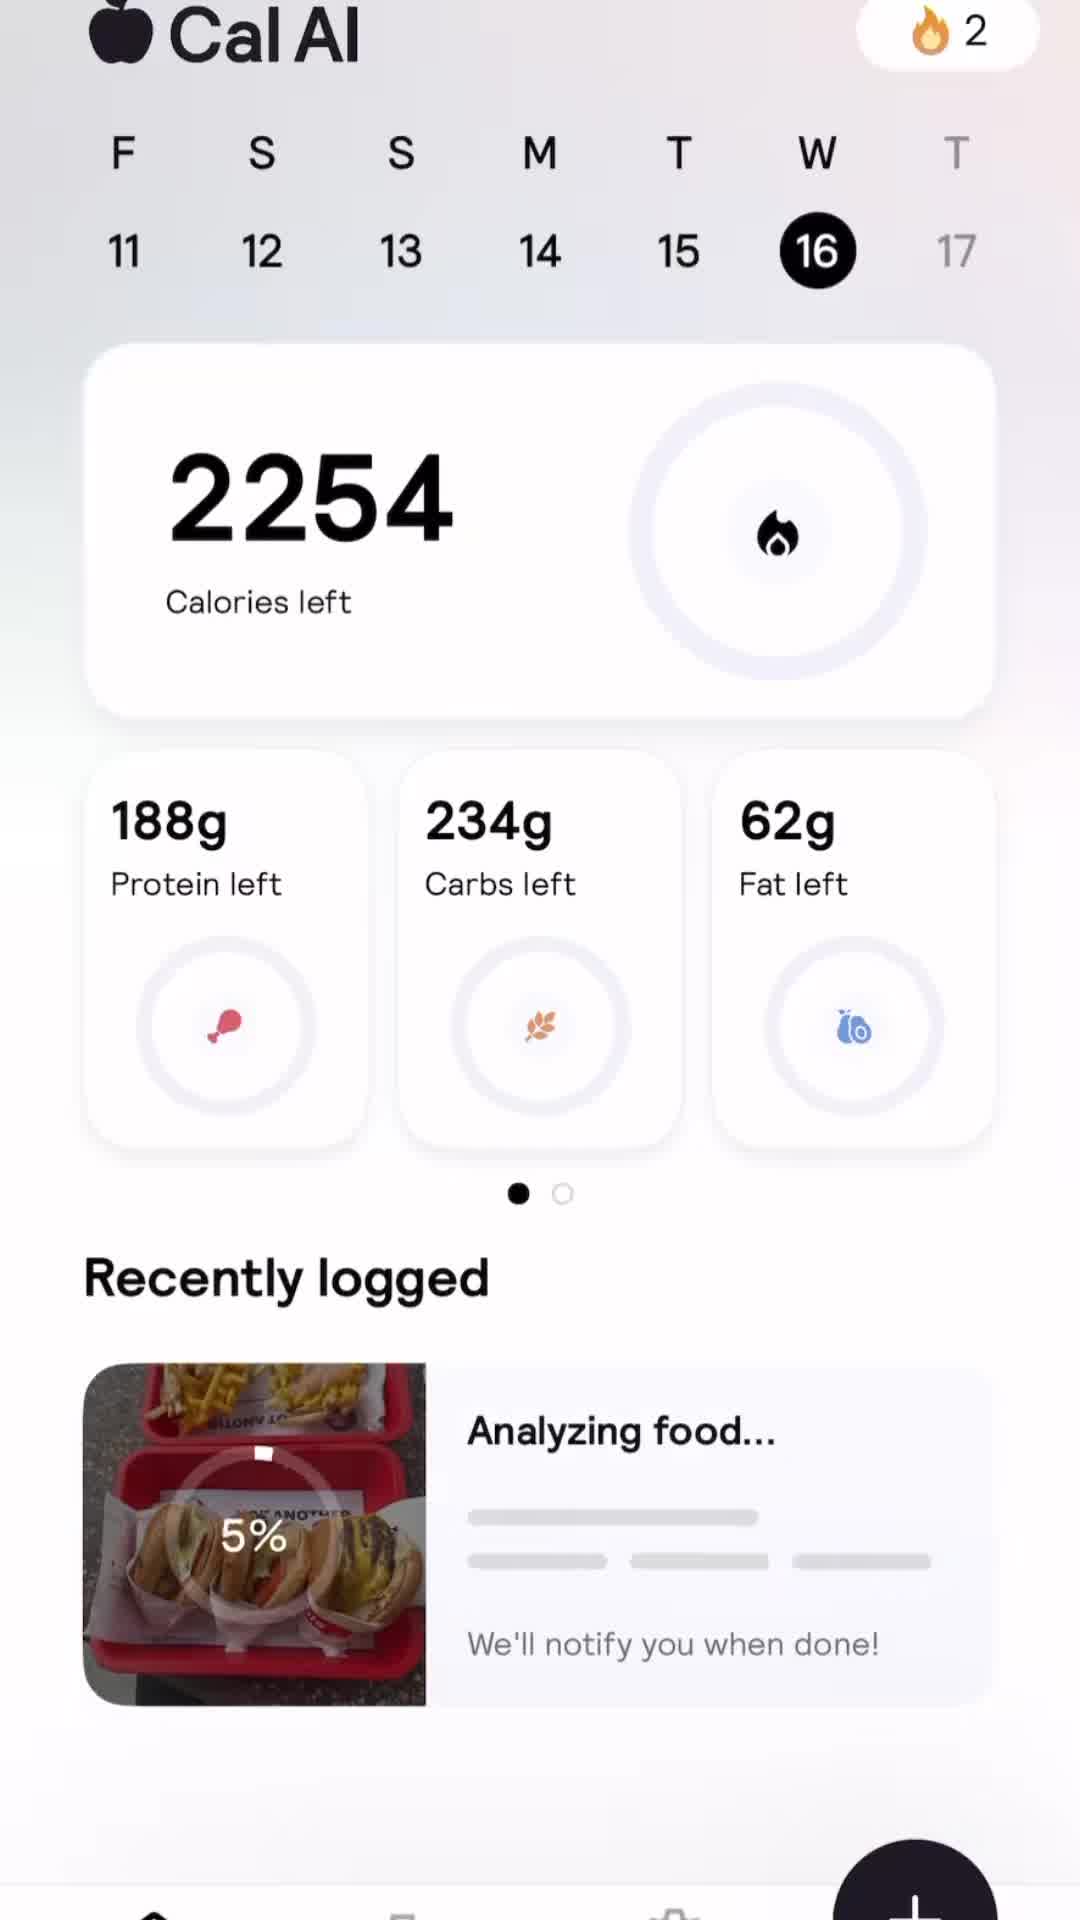 Cal AI
2
F S S M T W T
11 12 13 14 15 16 17
2254
Calories left
188g
Protein left
234g
Carbs left
62g
Fat left
Recently logged
5%
Analyzing food...
We'll notify you when done!